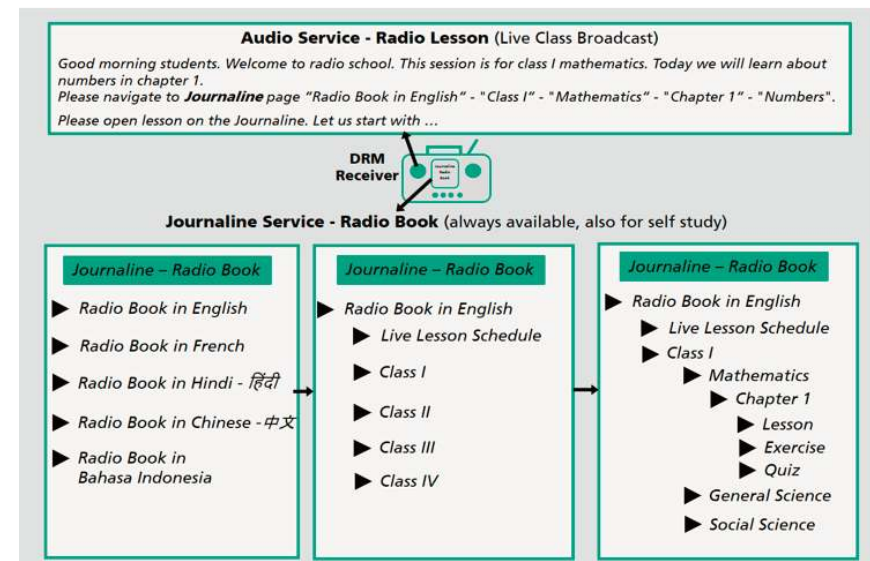 Audio Service - Radio Lesson (Live Class Broadcast)
Good morning students. Welcome to radio school. This session is for class I mathematics. Today we will learn about
numbers in chapter 1.
Please navigate to Journaline page "Radio Book in English" - "Class I" - "Mathematics" - "Chapter 1" - "Numbers".
Please open lesson on the Journaline. Let us start with ...
DRM
Receiver
Journaline
Radio
Book
Journaline Service - Radio Book (always available, also for self study)
Journaline – Radio Book
Radio Book in English
Radio Book in French
Radio Book in Hindi - हिंदी
Radio Book in Chinese -中文
Radio Book in
Bahasa Indonesia
Journaline – Radio Book
Radio Book in English
Live Lesson Schedule
Class I
Class II
Class III
Class IV
Journaline – Radio Book
Radio Book in English
Live Lesson Schedule
Class I
Mathematics
Chapter 1
Lesson
Exercise
Quiz
General Science
Social Science